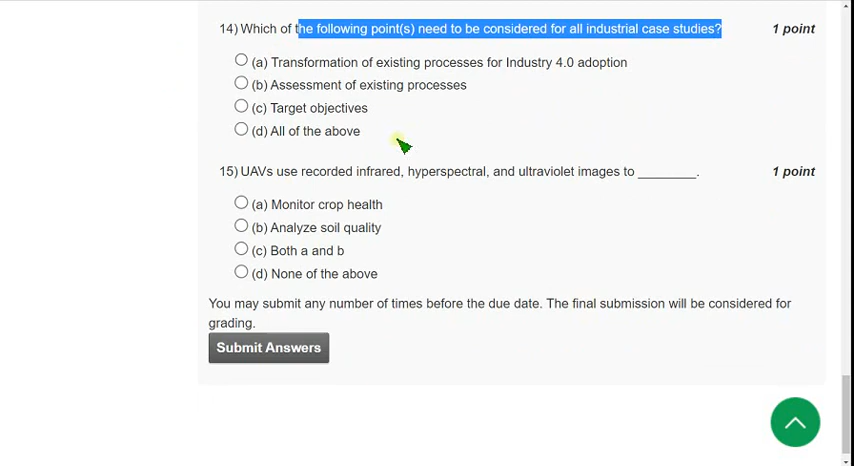 14) Which of the following point(s) need to be considered for all industrial case studies? 1 point
(a) Transformation of existing processes for Industry 4.0 adoption
(b) Assessment of existing processes
(c) Target objectives
(d) All of the above
15) UAVs use recorded infrared, hyperspectral, and ultraviolet images to ________. 1 point
(a) Monitor crop health
(b) Analyze soil quality
(c) Both a and b
(d) None of the above
You may submit any number of times before the due date. The final submission will be considered for
grading.
Submit Answers